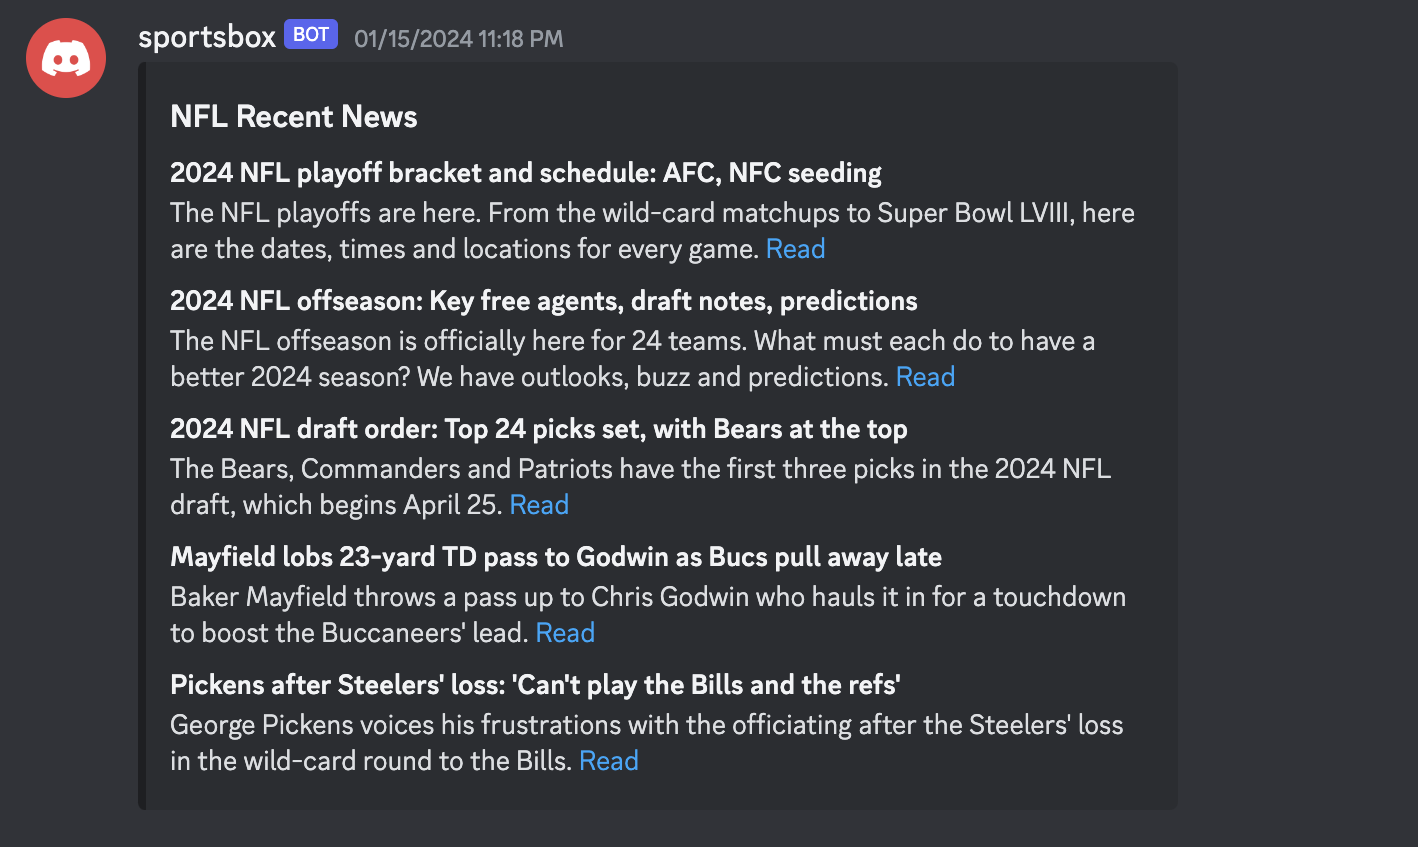 sportsbox BOT 01/15/2024 11:18 PM
NFL Recent News
2024 NFL playoff bracket and schedule: AFC, NFC seeding
The NFL playoffs are here. From the wild-card matchups to Super Bowl LVIII, here
are the dates, times and locations for every game. Read
2024 NFL offseason: Key free agents, draft notes, predictions
The NFL offseason is officially here for 24 teams. What must each do to have a
better 2024 season? We have outlooks, buzz and predictions. Read
2024 NFL draft order: Top 24 picks set, with Bears at the top
The Bears, Commanders and Patriots have the first three picks in the 2024 NFL
draft, which begins April 25. Read
Mayfield lobs 23-yard TD pass to Godwin as Bucs pull away late
Baker Mayfield throws a pass up to Chris Godwin who hauls it in for a touchdown
to boost the Buccaneers' lead. Read
Pickens after Steelers' loss: 'Can't play the Bills and the refs'
George Pickens voices his frustrations with the officiating after the Steelers' loss
in the wild-card round to the Bills. Read